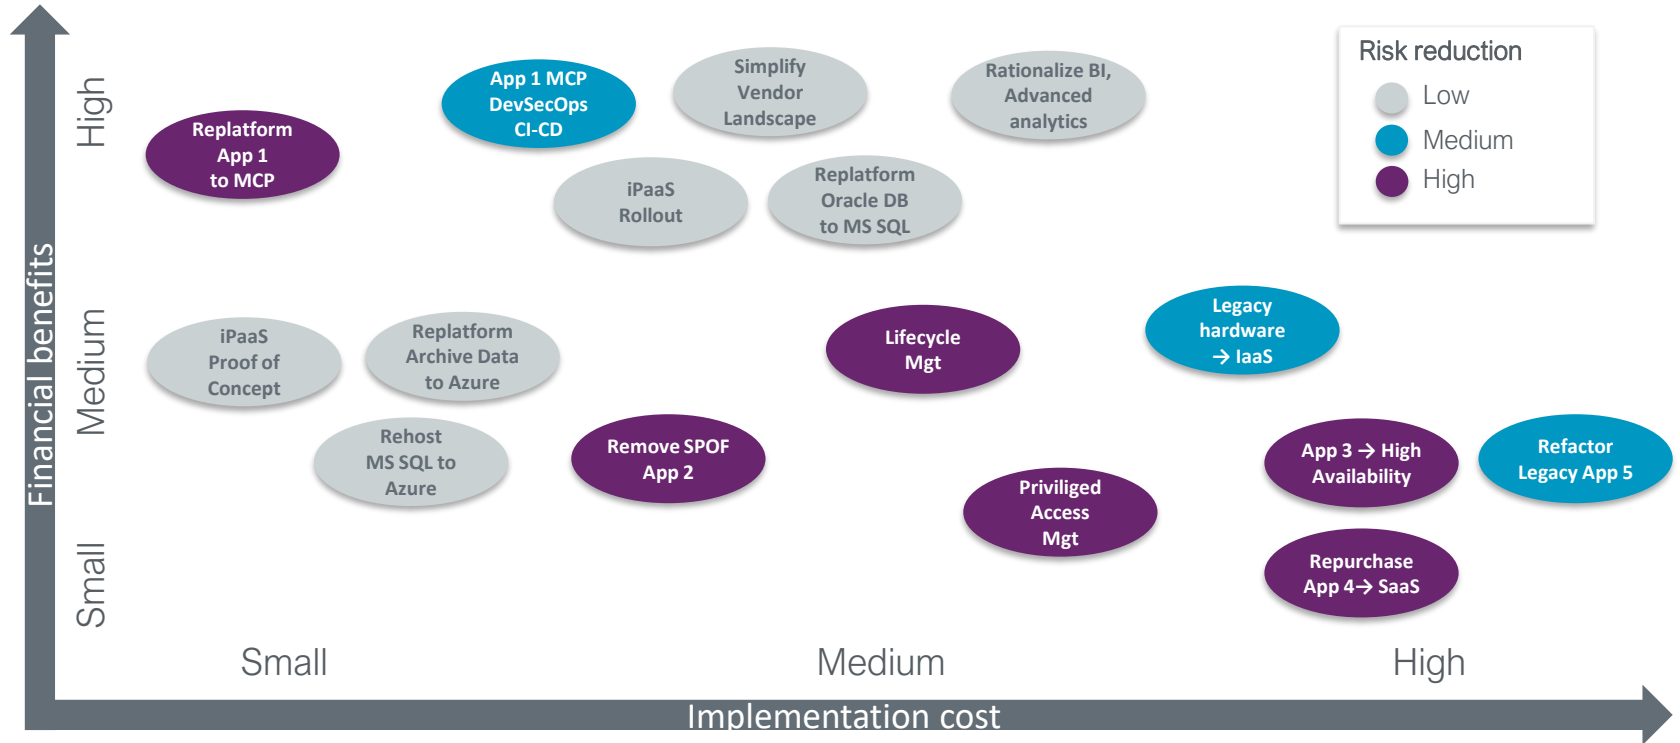 Financial benefits
High
Medium
Small
Replatform
App 1
to MCP
App 1 MCP
DevSecOps
CI-CD
Simplify
Vendor
Landscape
Rationalize BI,
Advanced
analytics
iPaaS
Rollout
Replatform
Oracle DB
to MS SQL
Risk reduction
Low
Medium
High
iPaaS
Proof of
Concept
Replatform
Archive Data
to Azure
Lifecycle
Mgt
Legacy
hardware
→ IaaS
Rehost
MS SQL to
Azure
Remove SPOF
App 2
Priviliged
Access
Mgt
App 3 → High
Availability
Refactor
Legacy App 5
Repurchase
App 4→ SaaS
Small
Medium
High
Implementation cost